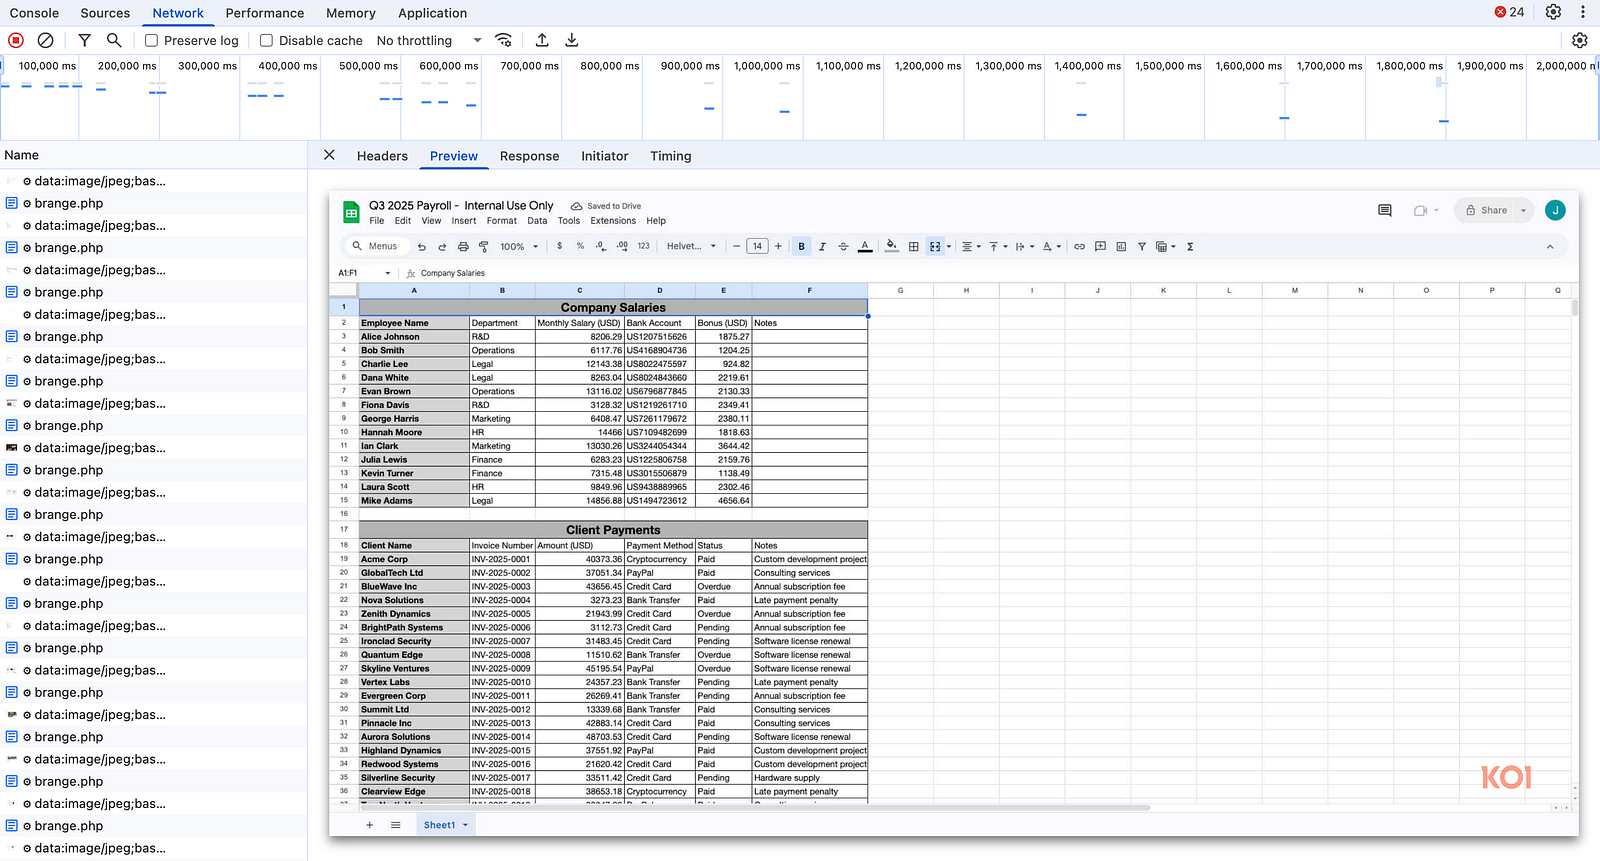 Console Sources Network Performance Memory Application 24
Preserve log Disable cache No throttling
100,000 ms 200,000 ms 300,000 ms 400,000 ms 500,000 ms 600,000 ms 700,000 ms 800,000 ms 900,000 ms 1,000,000 ms 1,100,000 ms 1,200,000 ms 1,300,000 ms 1,400,000 ms 1,500,000 ms 1,600,000 ms 1,700,000 ms 1,800,000 ms 1,900,000 ms 2,000,000
Name
data:image/jpeg;bas...
brange.php
data:image/jpeg;bas...
brange.php
data:image/jpeg;bas...
brange.php
data:image/jpeg;bas...
brange.php
data:image/jpeg;bas...
brange.php
data:image/jpeg;bas...
brange.php
data:image/jpeg;bas...
brange.php
data:image/jpeg;bas...
brange.php
data:image/jpeg;bas...
brange.php
data:image/jpeg;bas...
brange.php
data:image/jpeg;bas...
brange.php
data:image/jpeg;bas...
brange.php
data:image/jpeg;bas...
brange.php
data:image/jpeg;bas...
brange.php
data:image/jpeg;bas...
brange.php
data:image/jpeg;bas...
Headers Preview Response Initiator Timing
Q3 2025 Payroll - Internal Use Only Saved to Drive
File Edit View Insert Format Data Tools Extensions Help
Share J
Menus 100% $ % .0 .00 123 Helvet... 14 B I A
A1:F1 fx Company Salaries
A B C D E F G H I J K L M N O P Q
1 Company Salaries
2 Employee Name Department Monthly Salary (USD) Bank Account Bonus (USD) Notes
3 Alice Johnson R&D 8206.29 US1207515626 1875.27
4 Bob Smith Operations 6117.76 US4168904736 1204.25
5 Charlie Lee Legal 12143.38 US8022475597 924.82
6 Dana White Legal 8263.04 US8024843660 2219.61
7 Evan Brown Operations 13116.02 US6796877845 2130.33
8 Fiona Davis R&D 3128.32 US1219261710 2349.41
9 George Harris Marketing 6408.47 US7261179672 2380.11
10 Hannah Moore HR 14466 US7109482699 1818.63
11 Ian Clark Marketing 13030.26 US3244054344 3644.42
12 Julia Lewis Finance 6283.23 US1225806758 2159.76
13 Kevin Turner Finance 7315.48 US3015506879 1138.49
14 Laura Scott HR 9849.96 US9438889965 2302.46
15 Mike Adams Legal 14856.88 US1494723612 4656.64
16
17 Client Payments
18 Client Name Invoice Number Amount (USD) Payment Method Status Notes
19 Acme Corp INV-2025-0001 40373.36 Cryptocurrency Paid Custom development project
20 GlobalTech Ltd INV-2025-0002 37051.34 PayPal Paid Consulting services
21 BlueWave Inc INV-2025-0003 43656.45 Credit Card Overdue Annual subscription fee
22 Nova Solutions INV-2025-0004 3273.23 Bank Transfer Paid Late payment penalty
23 Zenith Dynamics INV-2025-0005 21943.99 Credit Card Overdue Annual subscription fee
24 BrightPath Systems INV-2025-0006 3112.73 Credit Card Pending Annual subscription fee
25 Ironclad Security INV-2025-0007 31483.45 Credit Card Pending Software license renewal
26 Quantum Edge INV-2025-0008 11510.62 Bank Transfer Overdue Software license renewal
27 Skyline Ventures INV-2025-0009 45195.54 PayPal Overdue Software license renewal
28 Vertex Labs INV-2025-0010 24357.23 Bank Transfer Pending Late payment penalty
29 Evergreen Corp INV-2025-0011 26269.41 Bank Transfer Pending Annual subscription fee
30 Summit Ltd INV-2025-0012 13339.68 Bank Transfer Paid Consulting services
31 Pinnacle Inc INV-2025-0013 42883.14 Credit Card Paid Consulting services
32 Aurora Solutions INV-2025-0014 48703.53 Credit Card Pending Software license renewal
33 Highland Dynamics INV-2025-0015 37551.92 PayPal Paid Custom development project
34 Redwood Systems INV-2025-0016 21620.42 Credit Card Paid Custom development project
35 Silverline Security INV-2025-0017 33511.42 Credit Card Pending Hardware supply
36 Clearview Edge INV-2025-0018 38653.18 Cryptocurrency Paid Late payment penalty
KOI
Sheet1